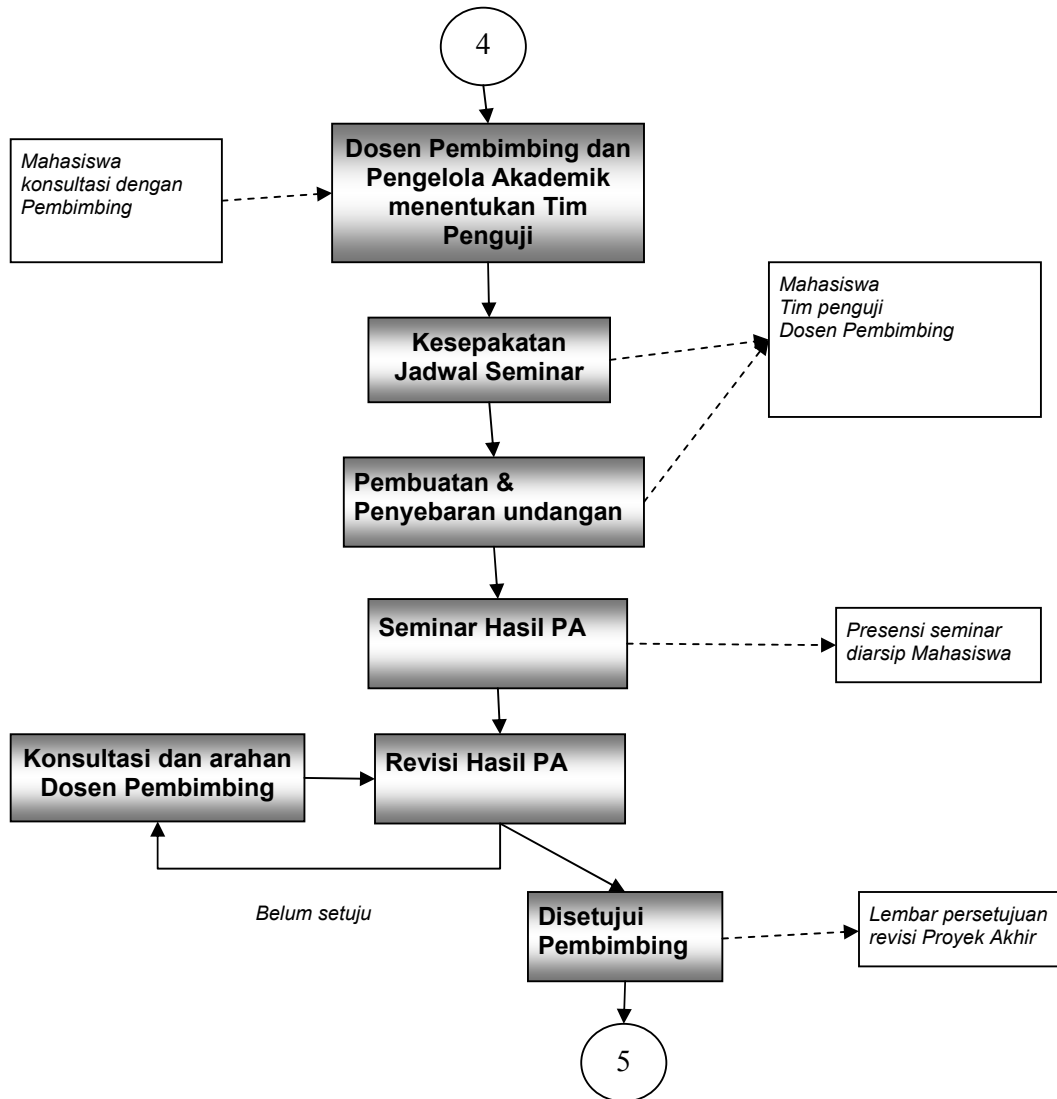 4
Dosen Pembimbing dan
Pengelola Akademik
menentukan Tim
Penguji
Mahasiswa
konsultasi dengan
Pembimbing
Mahasiswa
Tim penguji
Dosen Pembimbing
Kesepakatan
Jadwal Seminar
Pembuatan &
Penyebaran undangan
Seminar Hasil PA
Presensi seminar
diarsip Mahasiswa
Konsultasi dan arahan
Dosen Pembimbing
Revisi Hasil PA
Belum setuju
Disetujui
Pembimbing
Lembar persetujuan
revisi Proyek Akhir
5